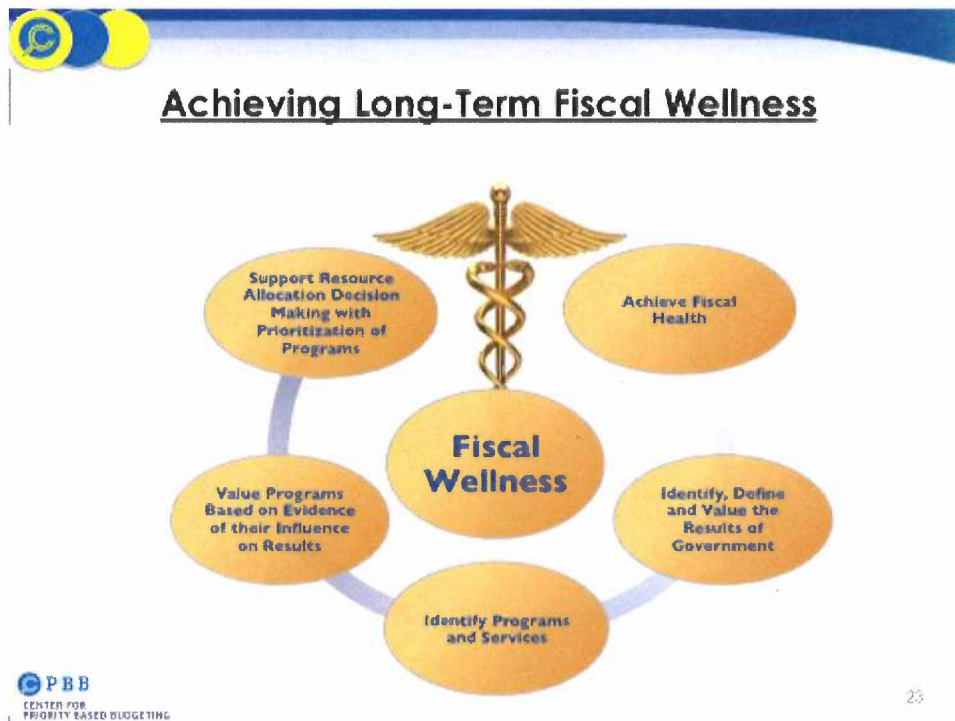 Achieving Long-Term Fiscal Wellness
Support Resource
Allocation Decision
Making with
Prioritization of
Programs
Achieve Fiscal
Health
Fiscal
Wellness
Value Programs
Based on Evidence
of their Influence
on Results
Identify, Define
and Value the
Results of
Government
Identify Programs
and Services
PBB
CENTER FOR
PRIORITY BASED BUDGETING
23